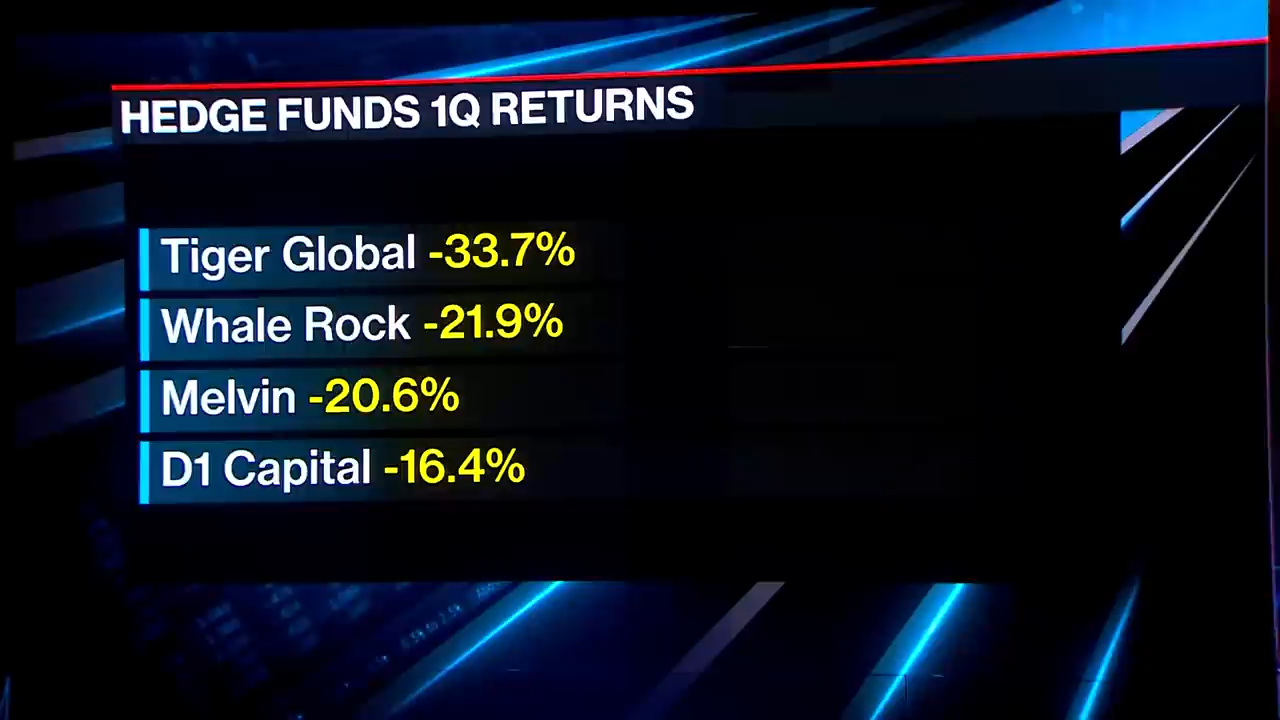 HEDGE FUNDS 1Q RETURNS
Tiger Global -33.7%
Whale Rock -21.9%
Melvin -20.6%
D1 Capital -16.4%